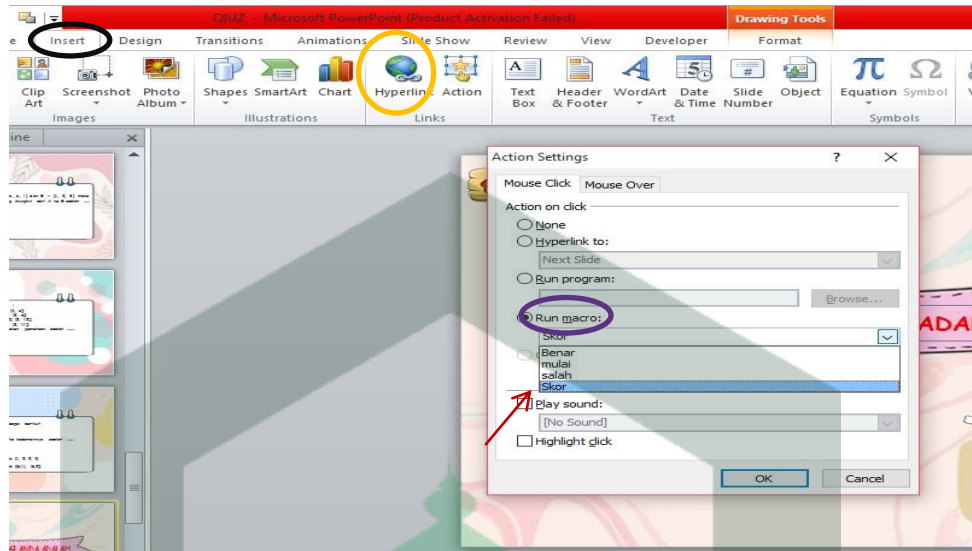 QIUZ - Microsoft PowerPoint (Product Activation Failed)
Drawing Tools
e Insert Design Transitions Animations Slide Show Review View Developer Format
Clip Art Screenshot Photo Album Shapes SmartArt Chart Hyperlink Action Text Box Header & Footer WordArt Date & Time Slide Number Object Equation Symbol
Images Illustrations Links Text Symbols
ine
Action Settings
Mouse Click Mouse Over
Action on click
None
Hyperlink to:
Next Slide
Run program:
Browse...
Run macro:
Skor
Benar
mulai
salah
Skor
Play sound:
[No Sound]
Highlight click
OK Cancel
ADA